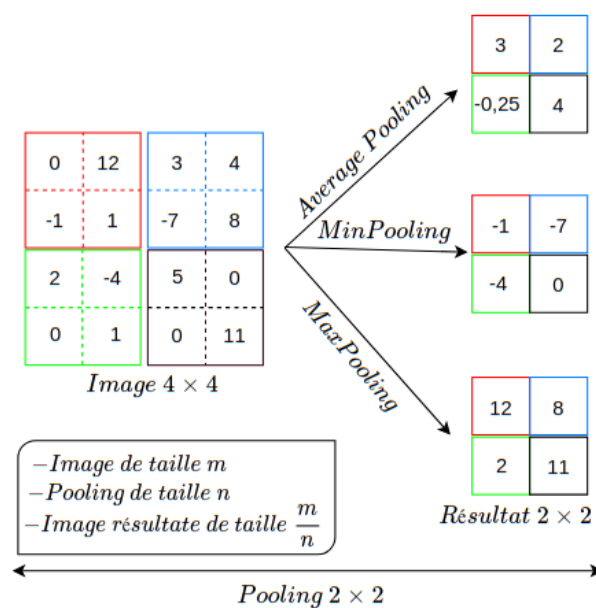 3 2
-0,25 4
Average Pooling
0 12 3 4
-1 1 -7 8
2 -4 5 0
0 1 0 11
Image 4 × 4
MinPooling
-1 -7
-4 0
MaxPooling
12 8
2 11
Résultat 2 × 2
−Image de taille m
−Pooling de taille n
−Image résultate de taille m/n
Pooling 2 × 2